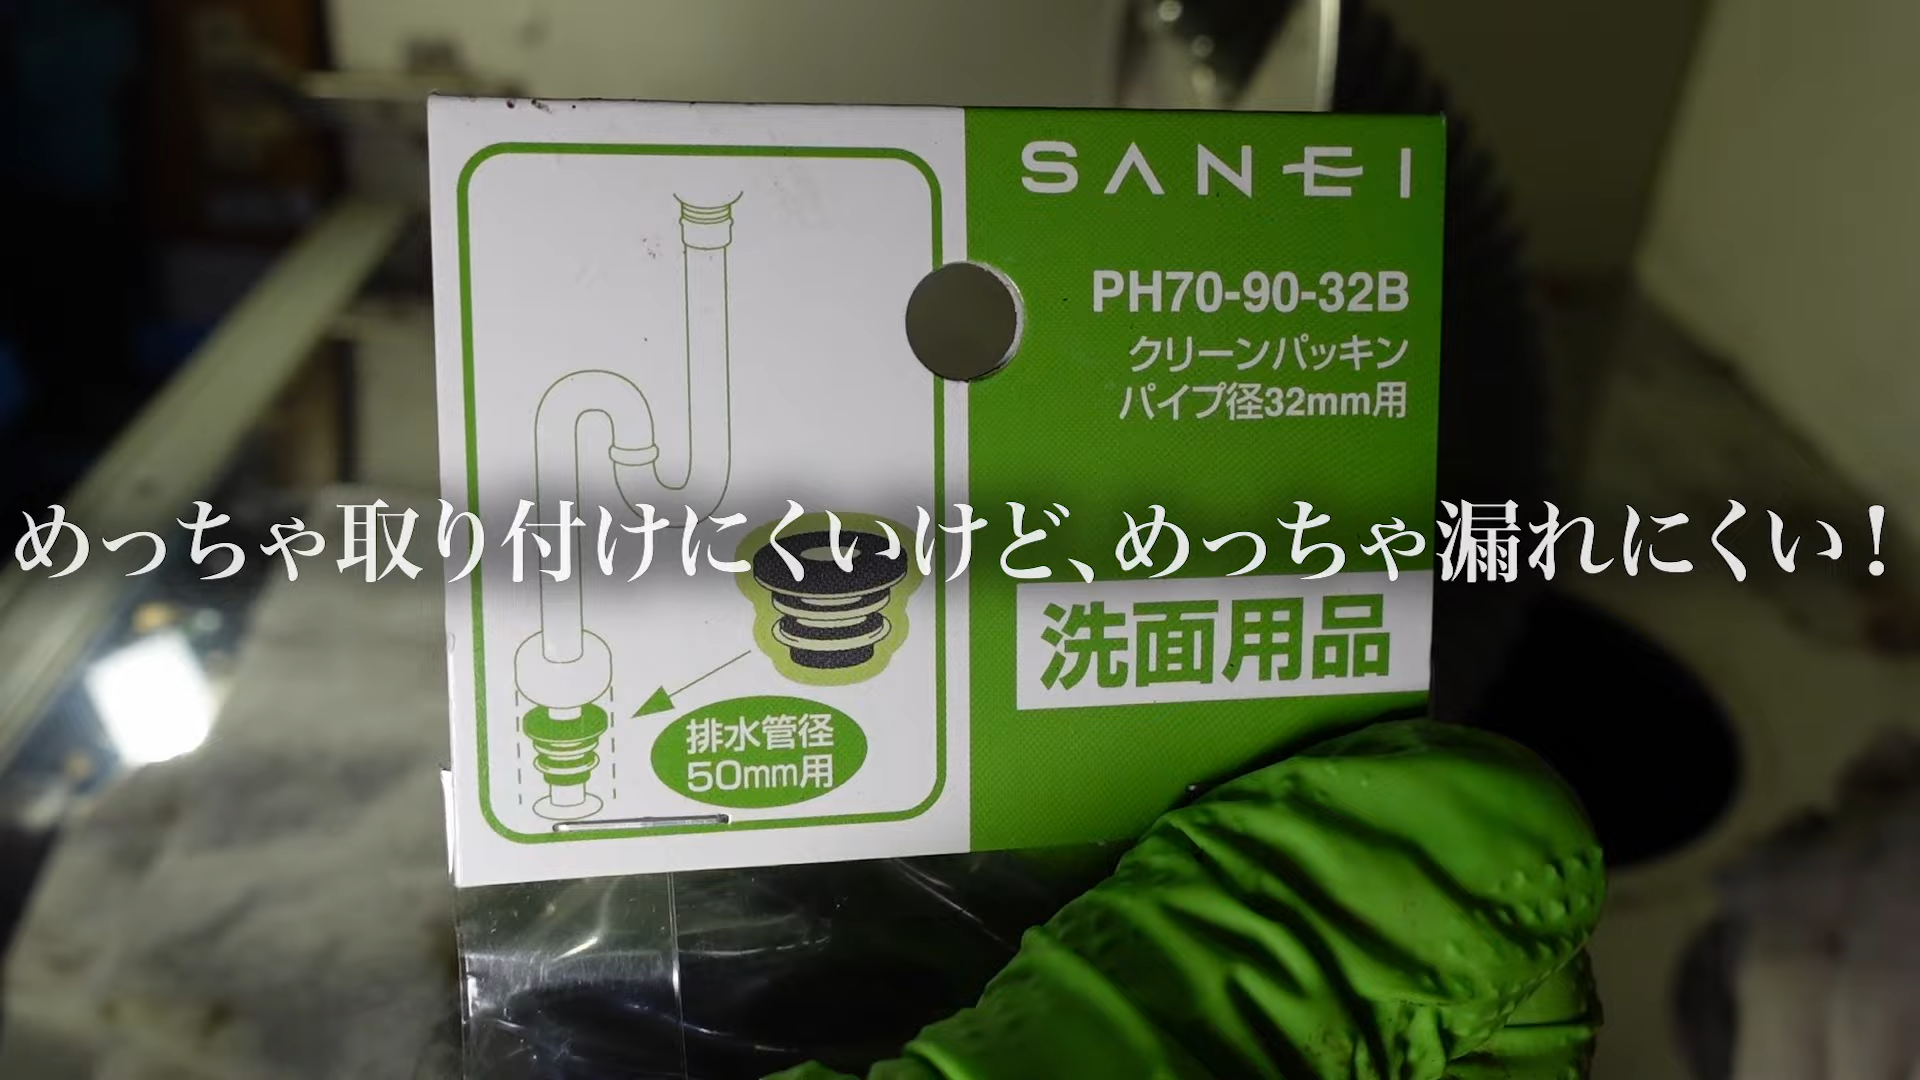 SANEI
PH70-90-32B
クリーンパッキン
パイプ径32mm用
めっちゃ取り付けにくいけど、めっちゃ漏れにくい!
洗面用品
排水管径
50mm用